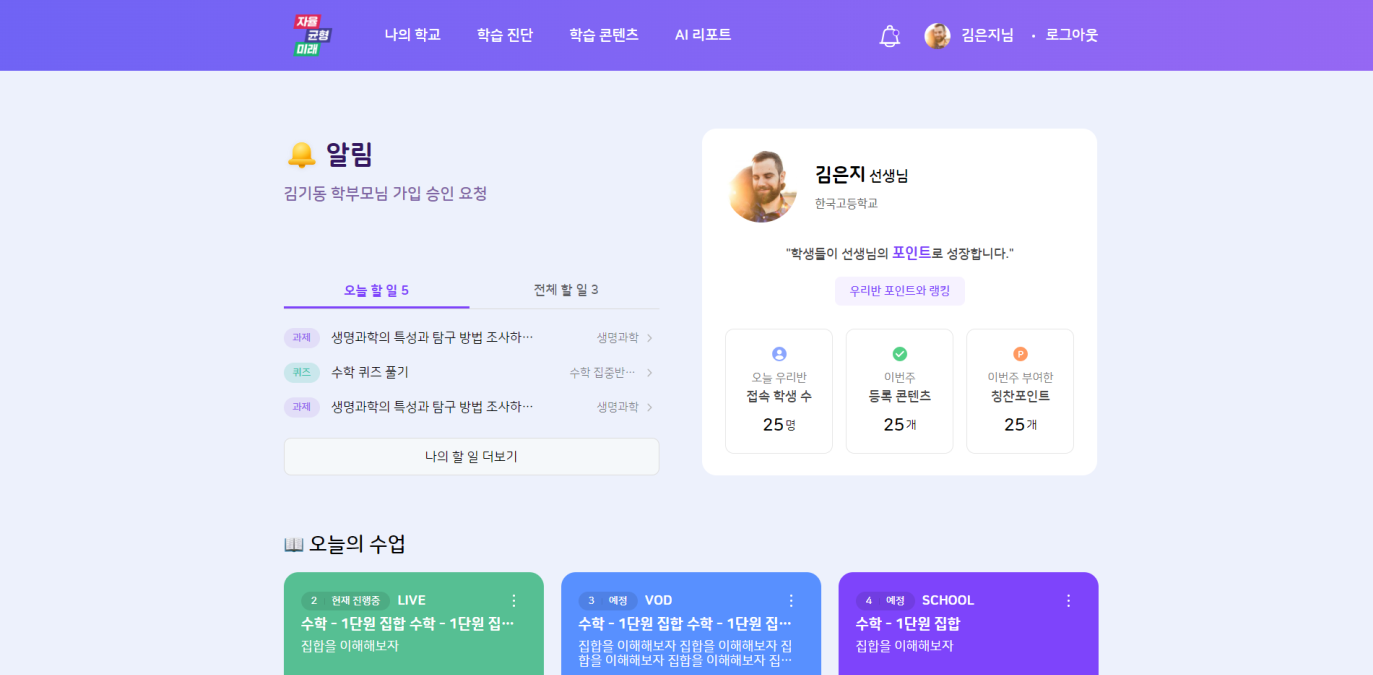 자율
균형
미래
나의 학교
학습 진단
학습 콘텐츠
AI 리포트
김은지님
· 로그아웃
알림
김기동 학부모님 가입 승인 요청
오늘 할 일 5
전체 할 일 3
과제 생명과학의 특성과 탐구 방법 조사하… 생명과학
퀴즈 수학 퀴즈 풀기 수학 집중반…
과제 생명과학의 특성과 탐구 방법 조사하… 생명과학
나의 할 일 더보기
김은지 선생님
한국고등학교
"학생들이 선생님의 포인트로 성장합니다."
우리반 포인트와 랭킹
오늘 우리반
접속 학생 수
25명
이번주
등록 콘텐츠
25개
P
이번주 부여한
칭찬포인트
25개
오늘의 수업
2 현재 진행중 LIVE
수학 - 1단원 집합 수학 - 1단원 집…
집합을 이해해보자
3 예정 VOD
수학 - 1단원 집합 수학 - 1단원 집…
집합을 이해해보자 집합을 이해해보자 집
합을 이해해보자 집합을 이해해보자 집…
4 예정 SCHOOL
수학 - 1단원 집합
집합을 이해해보자